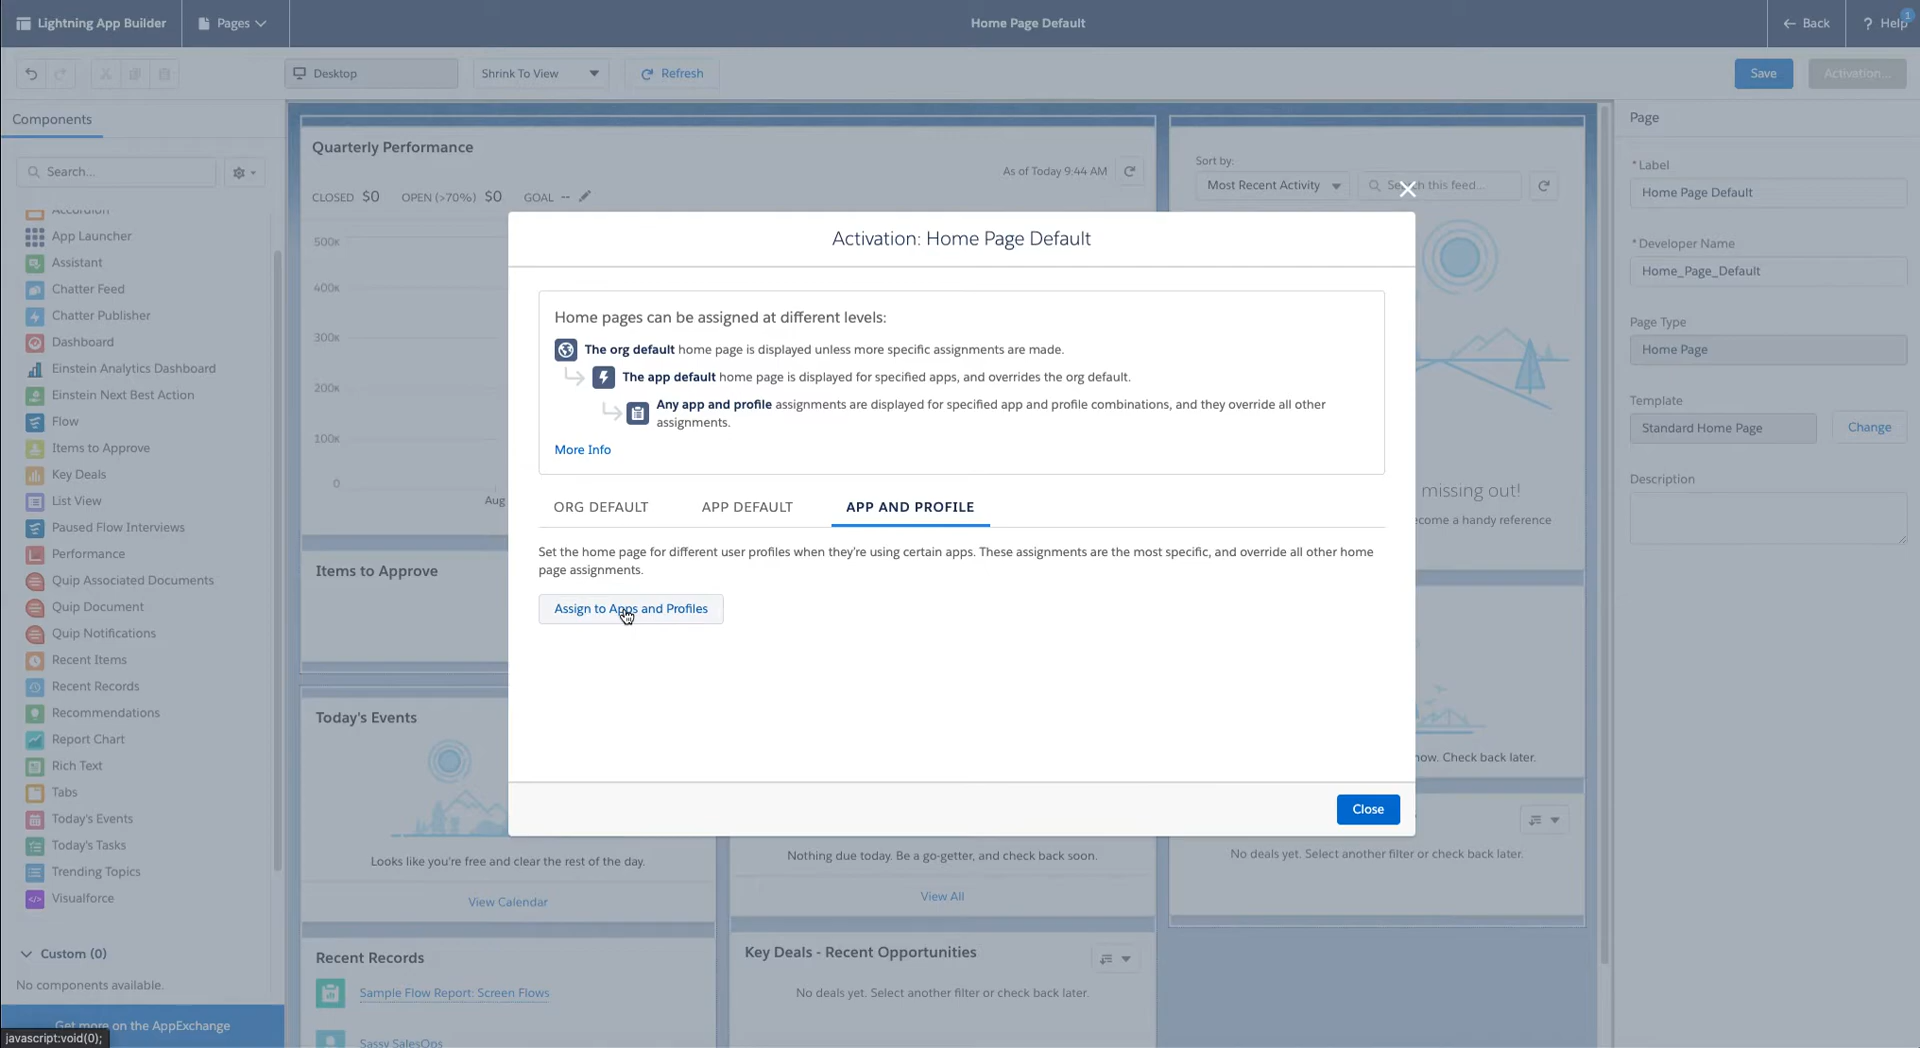 Lightning App Builder
Pages
Home Page Default
Back
? Help
1
Desktop
Shrink To View
Refresh
Save
Activation...
Components
Search...
Accordion
App Launcher
Assistant
Chatter Feed
Chatter Publisher
Dashboard
Einstein Analytics Dashboard
Einstein Next Best Action
Flow
Items to Approve
Key Deals
List View
Paused Flow Interviews
Performance
Quip Associated Documents
Quip Document
Quip Notifications
Recent Items
Recent Records
Recommendations
Report Chart
Rich Text
Tabs
Today's Events
Today's Tasks
Trending Topics
Visualforce
Custom (0)
No components available.
Get more on the AppExchange
javascript:void(0);
Quarterly Performance
As of Today 9:44 AM
CLOSED $0 OPEN (>70%) $0 GOAL --
500K
400K
300K
200K
100K
0
Aug
Items to Approve
Today's Events
Looks like you're free and clear the rest of the day.
View Calendar
Recent Records
Sample Flow Report: Screen Flows
Sassy SalesOps
Nothing due today. Be a go-getter, and check back soon.
View All
Key Deals - Recent Opportunities
No deals yet. Select another filter or check back later.
Sort by:
Most Recent Activity
this feed...
missing out!
ecome a handy reference
now. Check back later.
No deals yet. Select another filter or check back later.
Activation: Home Page Default
Home pages can be assigned at different levels:
The org default home page is displayed unless more specific assignments are made.
The app default home page is displayed for specified apps, and overrides the org default.
Any app and profile assignments are displayed for specified app and profile combinations, and they override all other
assignments.
More Info
ORG DEFAULT
APP DEFAULT
APP AND PROFILE
Set the home page for different user profiles when they're using certain apps. These assignments are the most specific, and override all other home
page assignments.
Assign to Apps and Profiles
Close
Page
*Label
Home Page Default
*Developer Name
Home_Page_Default
Page Type
Home Page
Template
Standard Home Page
Change
Description